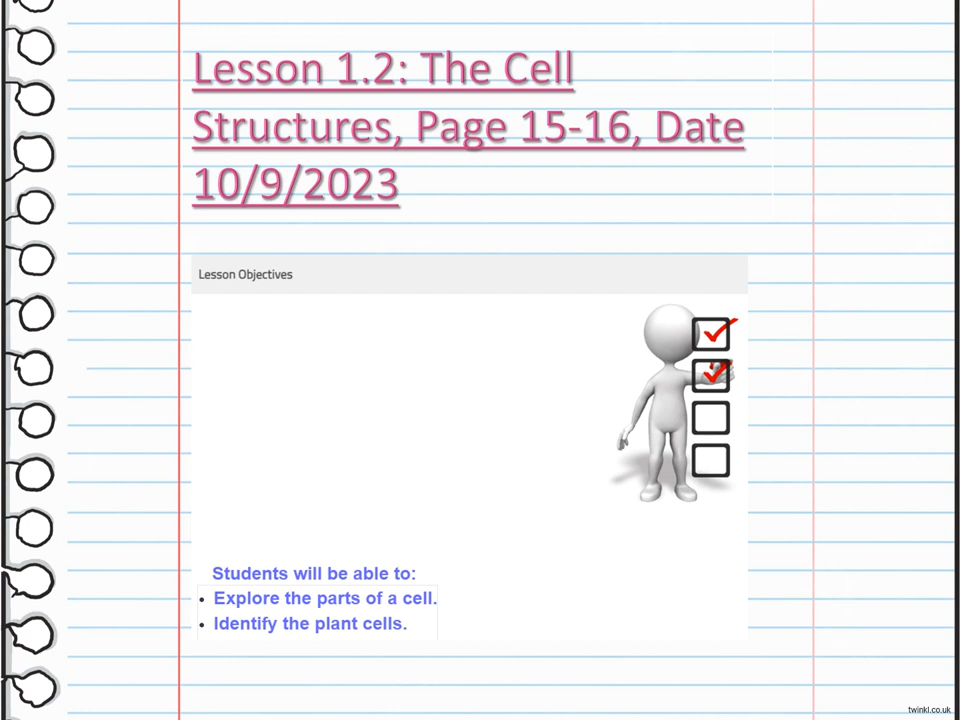 Lesson 1.2: The Cell
Structures, Page 15-16, Date
10/9/2023
Lesson Objectives
Students will be able to:
• Explore the parts of a cell.
• Identify the plant cells.
twinkl.co.uk